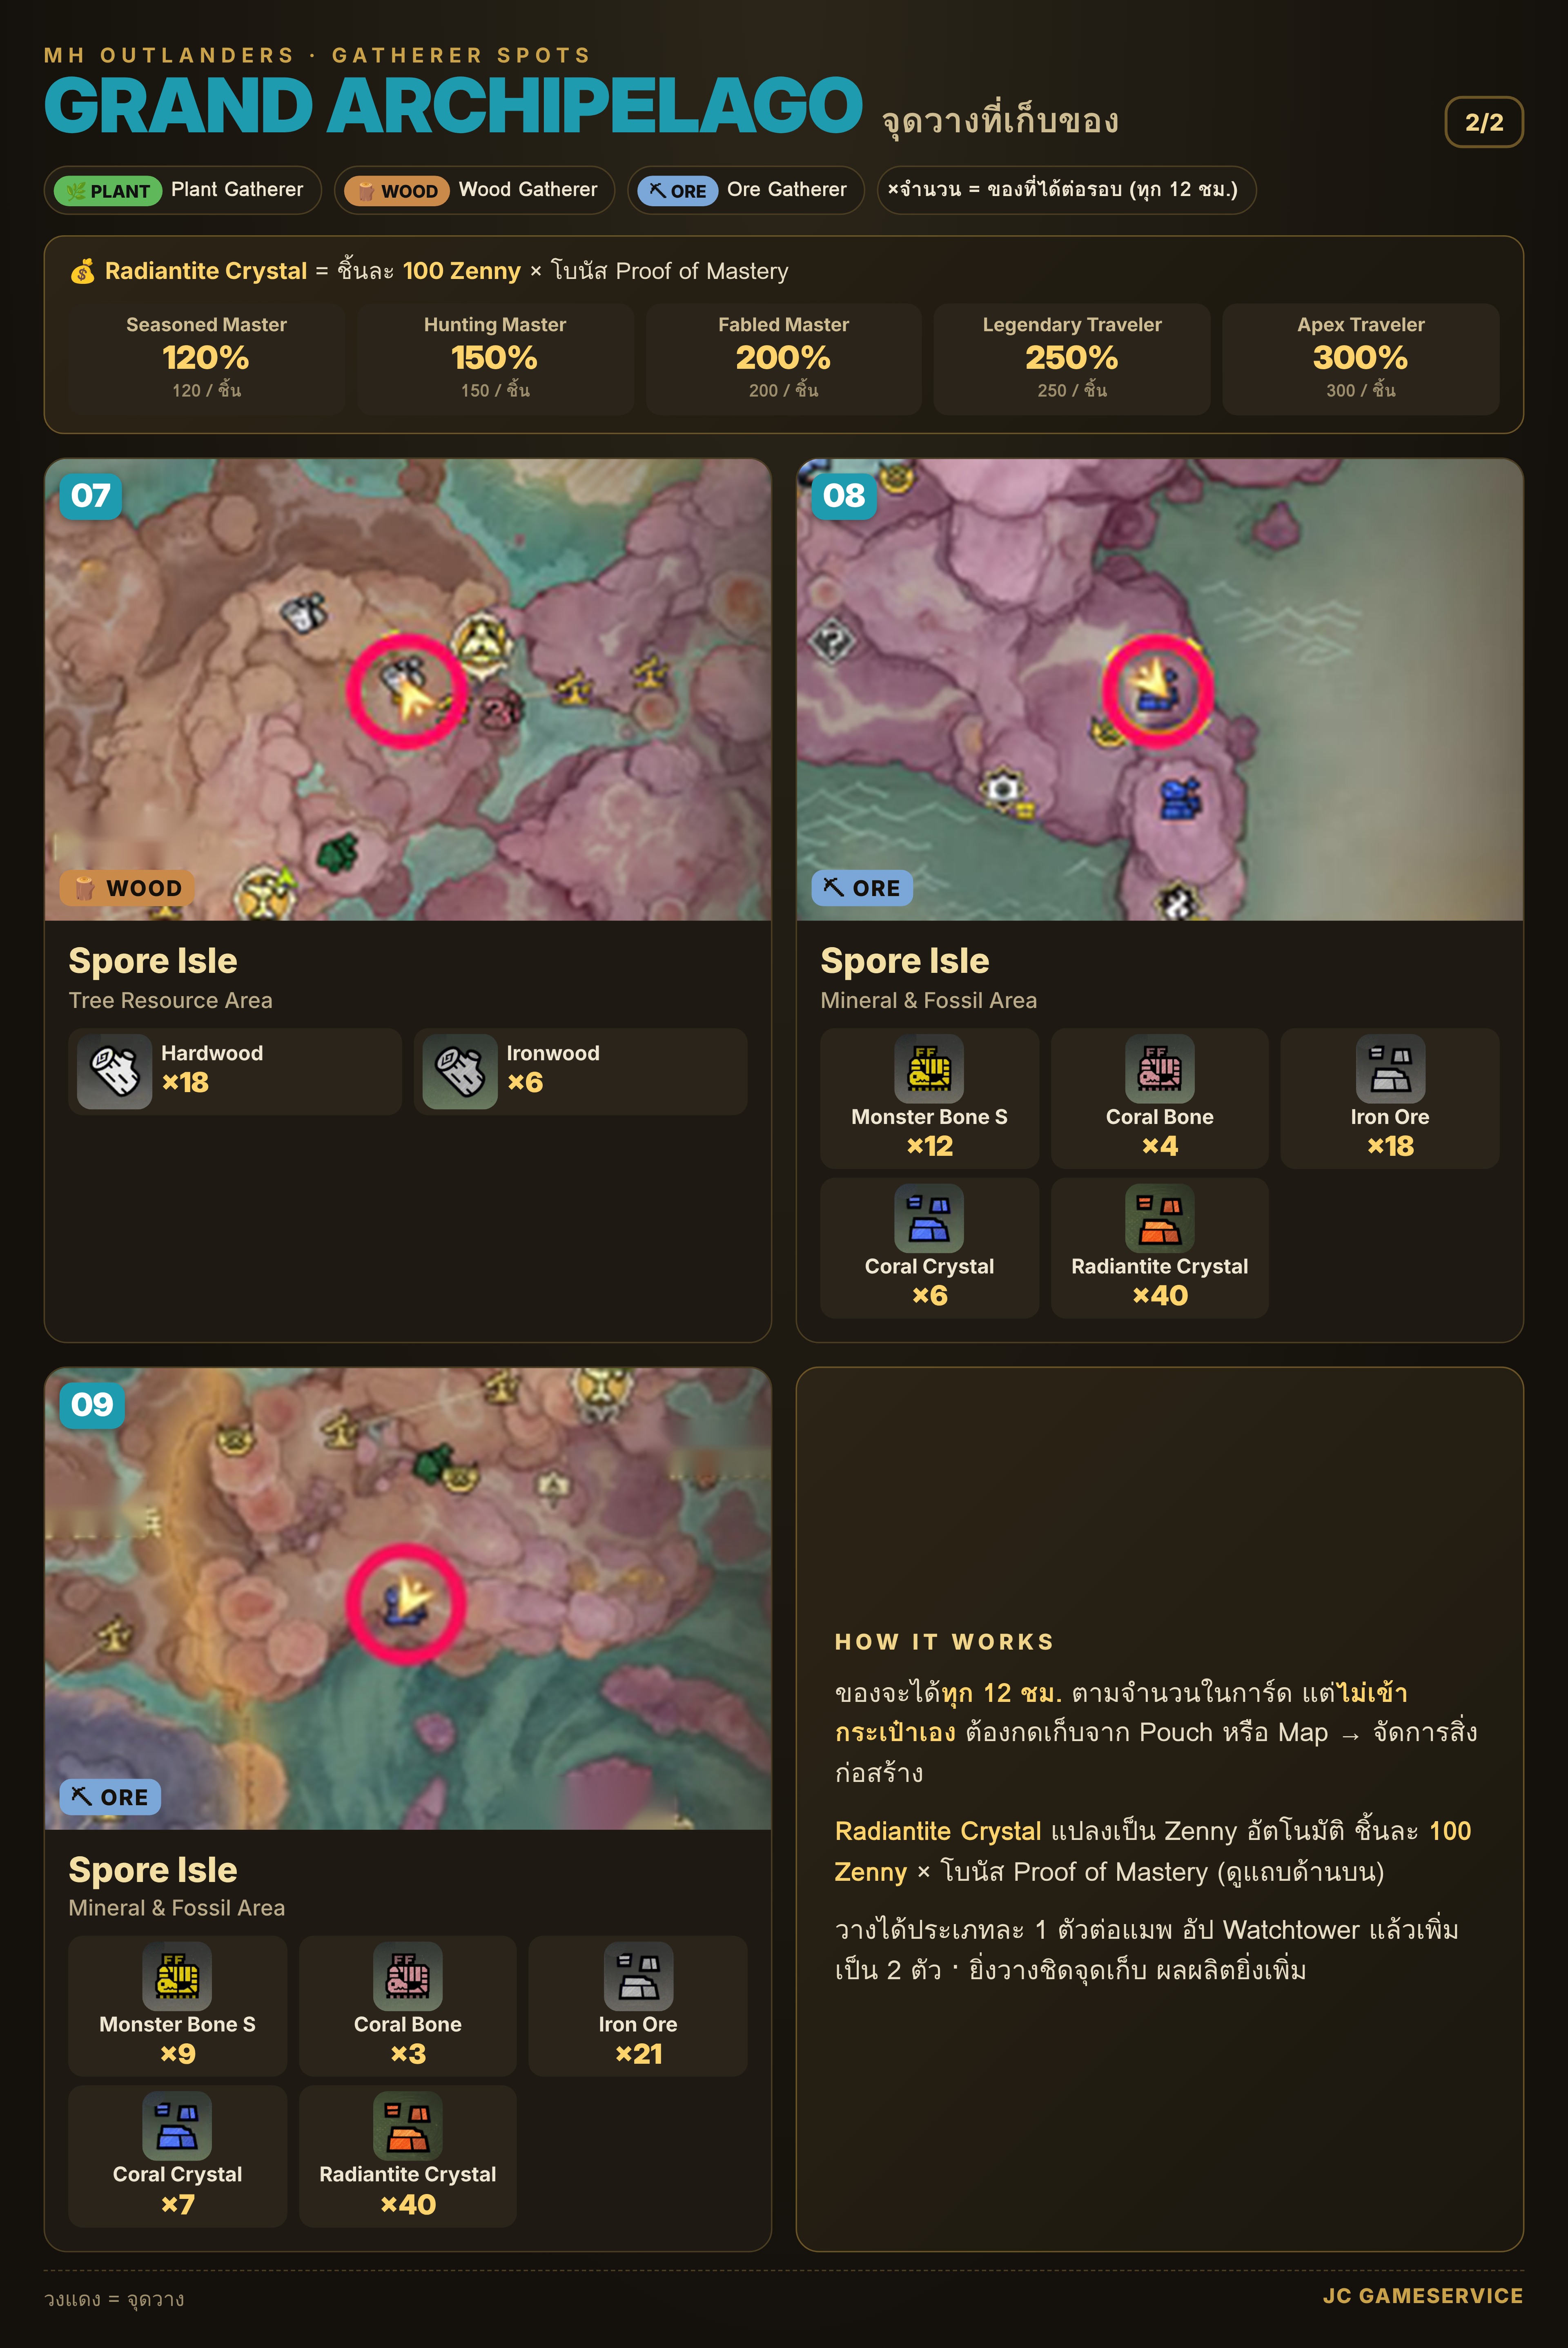 MH OUTLANDERS · GATHERER SPOTS
GRAND ARCHIPELAGO จุดวางที่เก็บของ
2/2
PLANT Plant Gatherer
WOOD Wood Gatherer
ORE Ore Gatherer
×จำนวน = ของที่ได้ต่อรอบ (ทุก 12 ชม.)
Radiantite Crystal = ชิ้นละ 100 Zenny × โบนัส Proof of Mastery
Seasoned Master
120%
120 / ชิ้น
Hunting Master
150%
150 / ชิ้น
Fabled Master
200%
200 / ชิ้น
Legendary Traveler
250%
250 / ชิ้น
Apex Traveler
300%
300 / ชิ้น
07
WOOD
Spore Isle
Tree Resource Area
Hardwood
×18
Ironwood
×6
08
ORE
Spore Isle
Mineral & Fossil Area
Monster Bone S
×12
Coral Bone
×4
Iron Ore
×18
Coral Crystal
×6
Radiantite Crystal
×40
09
ORE
Spore Isle
Mineral & Fossil Area
Monster Bone S
×9
Coral Bone
×3
Iron Ore
×21
Coral Crystal
×7
Radiantite Crystal
×40
HOW IT WORKS
ของจะได้ทุก 12 ชม. ตามจำนวนในการ์ด แต่ไม่เข้า
กระเป๋าเอง ต้องกดเก็บจาก Pouch หรือ Map → จัดการสิ่ง
ก่อสร้าง
Radiantite Crystal แปลงเป็น Zenny อัตโนมัติ ชิ้นละ 100
Zenny × โบนัส Proof of Mastery (ดูแถบด้านบน)
วางได้ประเภทละ 1 ตัวต่อแมพ อัป Watchtower แล้วเพิ่ม
เป็น 2 ตัว · ยิ่งวางชิดจุดเก็บ ผลผลิตยิ่งเพิ่ม
วงแดง = จุดวาง
JC GAMESERVICE